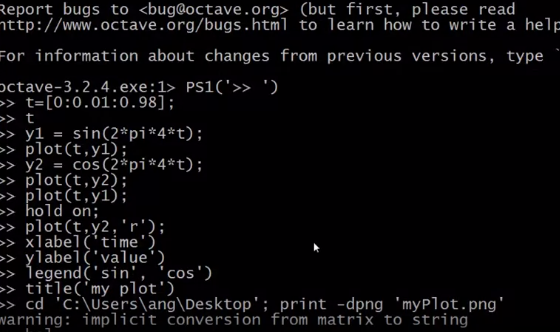 Report bugs to <bug@octave.org> (but first, please read
http://www.octave.org/bugs.html to learn how to write a help
For information about changes from previous versions, type `
octave-3.2.4.exe:1> PS1('>> ')
>> t=[0:0.01:0.98];
>> t
>> y1 = sin(2*pi*4*t);
>> plot(t,y1);
>> y2 = cos(2*pi*4*t);
>> plot(t,y2);
>> plot(t,y1);
>> hold on;
>> plot(t,y2,'r');
>> xlabel('time')
>> ylabel('value')
>> legend('sin', 'cos')
>> title('my plot')
>> cd 'C:\Users\ang\Desktop'; print -dpng 'myPlot.png'
warning: implicit conversion from matrix to string